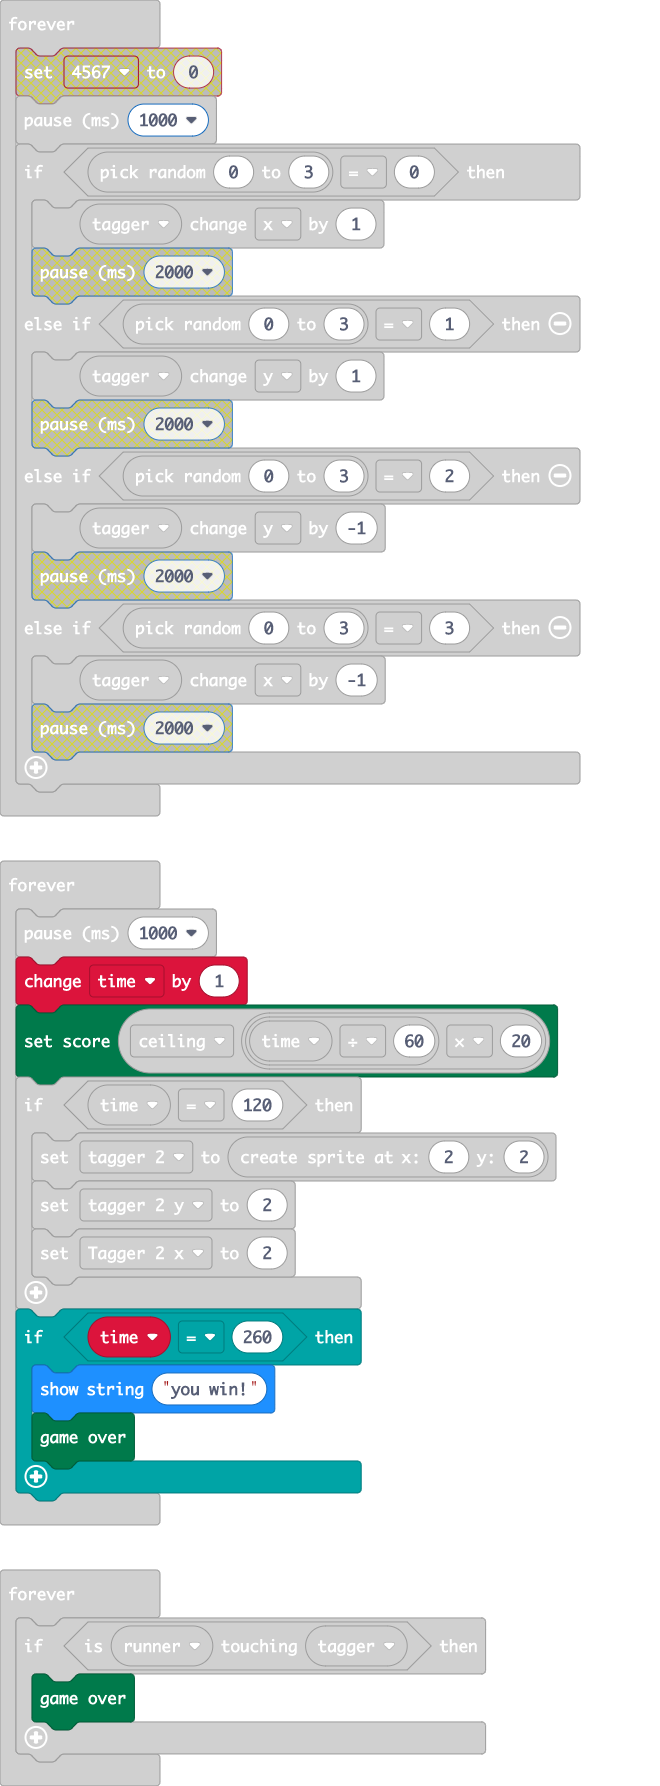 forever
set 4567 to 0
pause (ms) 1000
if pick random 0 to 3 = 0 then
tagger change x by 1
pause (ms) 2000
else if pick random 0 to 3 = 1 then
tagger change y by 1
pause (ms) 2000
else if pick random 0 to 3 = 2 then
tagger change y by -1
pause (ms) 2000
else if pick random 0 to 3 = 3 then
tagger change x by -1
pause (ms) 2000
forever
pause (ms) 1000
change time by 1
set score ceiling time ÷ 60 × 20
if time = 120 then
set tagger 2 to create sprite at x: 2 y: 2
set tagger 2 y to 2
set Tagger 2 x to 2
if time = 260 then
show string "you win!"
game over
forever
if is runner touching tagger then
game over